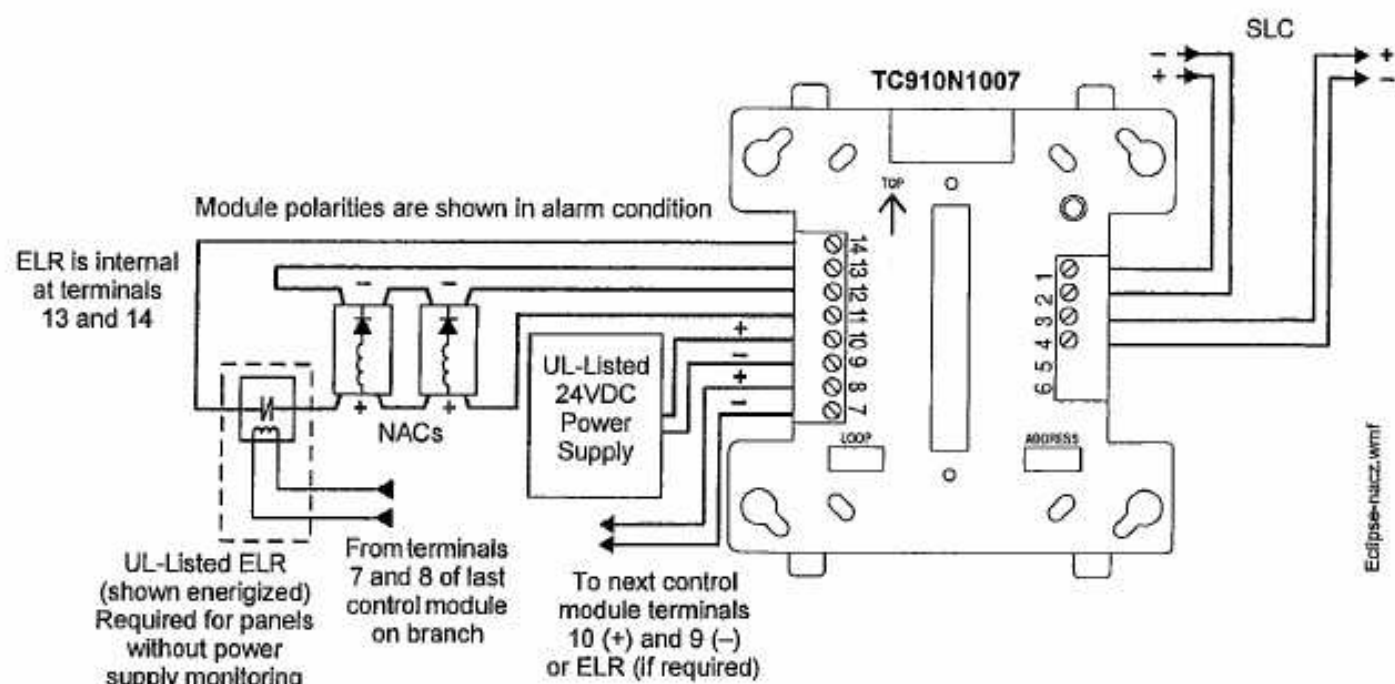 SLC
– +
+ –
TC910N1007
TOP
Module polarities are shown in alarm condition
ELR is internal
at terminals
13 and 14
– –
+ +
NACs
UL-Listed
24VDC
Power
Supply
+
–
+
–
14
13
12
11
10
9
8
7
1
2
3
4
5
6
LOOP
ADDRESS
UL-Listed ELR
(shown enerigized)
Required for panels
without power
supply monitoring
From terminals
7 and 8 of last
control module
on branch
To next control
module terminals
10 (+) and 9 (–)
or ELR (if required)
Eclipse-nacz.wmf